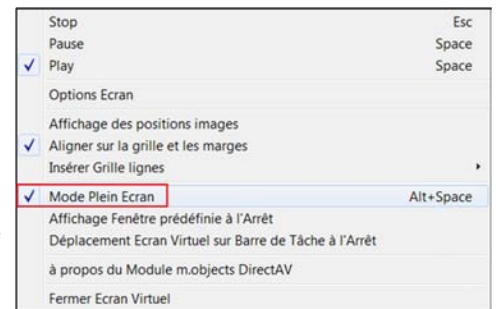 Stop Esc
Pause Space
Play Space
Options Ecran
Affichage des positions images
Aligner sur la grille et les marges
Insérer Grille lignes
Mode Plein Ecran Alt+Space
Affichage Fenêtre prédéfinie à l'Arrêt
Déplacement Ecran Virtuel sur Barre de Tâche à l'Arrêt
à propos du Module m.objects DirectAV
Fermer Ecran Virtuel